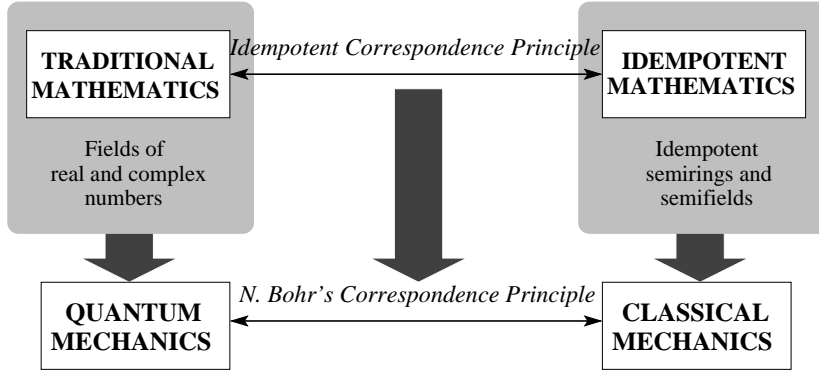 Idempotent Correspondence Principle
TRADITIONAL
MATHEMATICS
IDEMPOTENT
MATHEMATICS
Fields of
real and complex
numbers
Idempotent
semirings and
semifields
N. Bohr's Correspondence Principle
QUANTUM
MECHANICS
CLASSICAL
MECHANICS